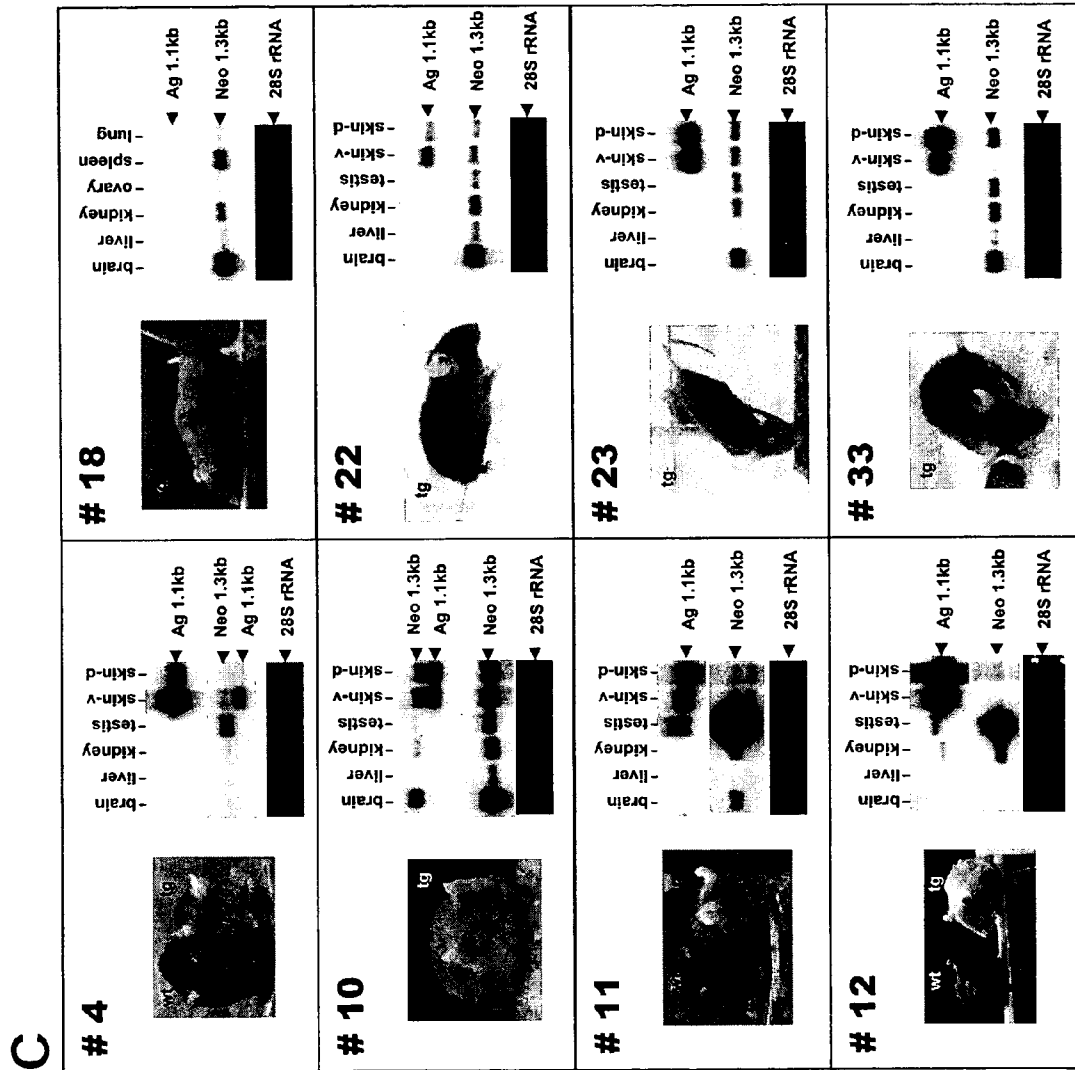 C
# 4
wt tg
brain liver kidney testis skin-v skin-d
Ag 1.1kb
Neo 1.3kb
Ag 1.1kb
28S rRNA
# 18
brain liver kidney ovary spleen lung
Ag 1.1kb
Neo 1.3kb
28S rRNA
# 10
tg
brain liver kidney testis skin-v skin-d
Neo 1.3kb
Ag 1.1kb
Neo 1.3kb
28S rRNA
# 22
tg
brain liver kidney testis skin-v skin-d
Ag 1.1kb
Neo 1.3kb
28S rRNA
# 11
wt
brain liver kidney testis skin-v skin-d
Ag 1.1kb
Neo 1.3kb
28S rRNA
# 23
tg
brain liver kidney testis skin-v skin-d
Ag 1.1kb
Neo 1.3kb
28S rRNA
# 12
wt tg
brain liver kidney testis skin-v skin-d
Ag 1.1kb
Neo 1.3kb
28S rRNA
# 33
tg
brain liver kidney testis skin-v skin-d
Ag 1.1kb
Neo 1.3kb
28S rRNA